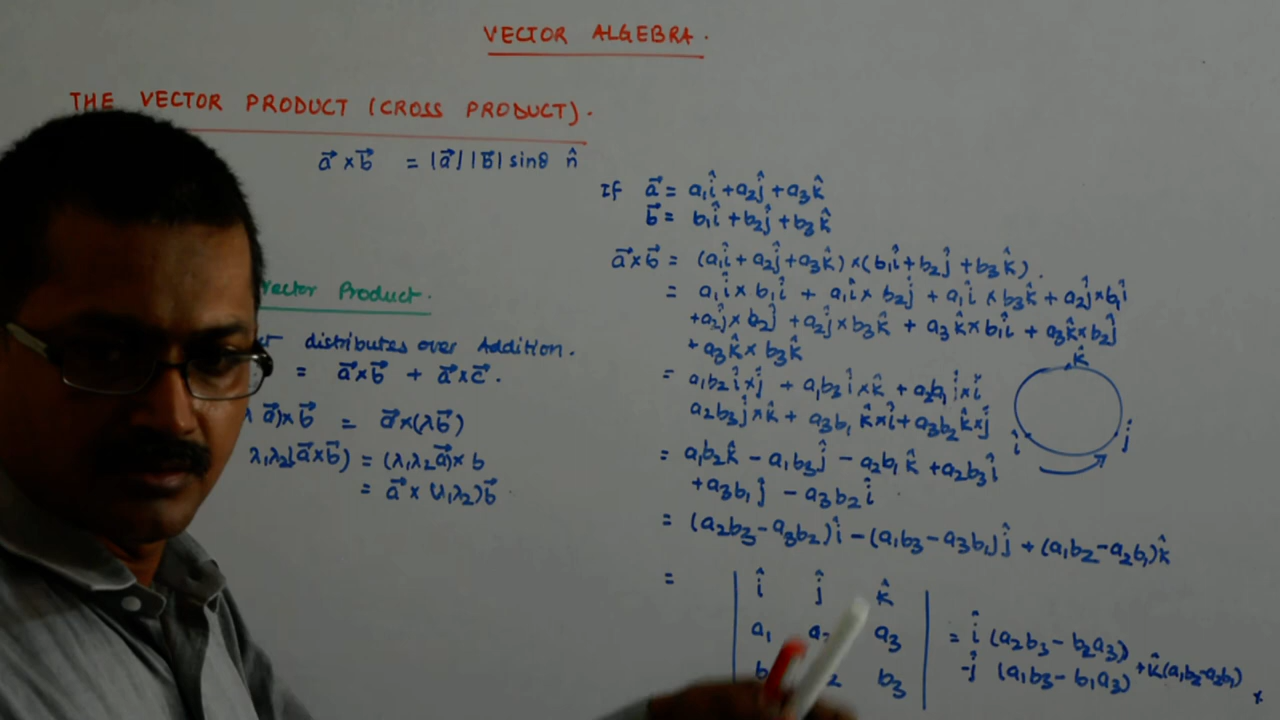 VECTOR ALGEBRA.
THE VECTOR PRODUCT (CROSS PRODUCT).
a⃗ × b⃗ = |a⃗| |b⃗| sinθ n̂
Vector Product.
distributes over Addition.
= a⃗×b⃗ + a⃗×c⃗.
a⃗)×b⃗ = a⃗×(λb⃗)
λ₁λ₂(a⃗×b⃗) = (λ₁λ₂a⃗)×b
= a⃗ × (λ₁λ₂)b⃗
If a⃗ = a₁î + a₂ĵ + a₃k̂
b⃗ = b₁î + b₂ĵ + b₃k̂
a⃗×b⃗ = (a₁î + a₂ĵ + a₃k̂) × (b₁î + b₂ĵ + b₃k̂).
= a₁î × b₁î + a₁î × b₂ĵ + a₁î × b₃k̂ + a₂ĵ × b₁î
+ a₂ĵ × b₂ĵ + a₂ĵ × b₃k̂ + a₃k̂ × b₁î + a₃k̂ × b₂ĵ
+ a₃k̂ × b₃k̂
= a₁b₂ î×ĵ + a₁b₃ î×k̂ + a₂b₁ ĵ×î
a₂b₃ ĵ×k̂ + a₃b₁ k̂×î + a₃b₂ k̂×ĵ
k̂
î ĵ
= a₁b₂k̂ − a₁b₃ĵ − a₂b₁k̂ + a₂b₃î
+ a₃b₁ĵ − a₃b₂î
= (a₂b₃ − a₃b₂)î − (a₁b₃ − a₃b₁)ĵ + (a₁b₂ − a₂b₁)k̂
= | î ĵ k̂ |
a₁ a₂ a₃ = î (a₂b₃ − b₂a₃)
b ₂ b₃ −ĵ (a₁b₃ − b₁a₃) + k̂(a₁b₂ − a₂b₁)